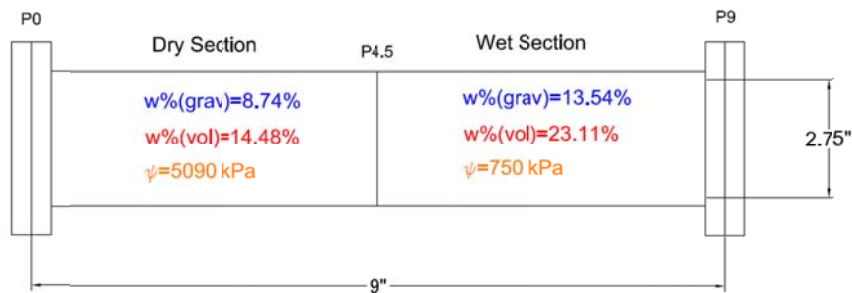 P0
P9
Dry Section
P4.5
Wet Section
w%(grav)=8.74%
w%(vol)=14.48%
ψ=5090 kPa
w%(grav)=13.54%
w%(vol)=23.11%
ψ=750 kPa
2.75"
9"